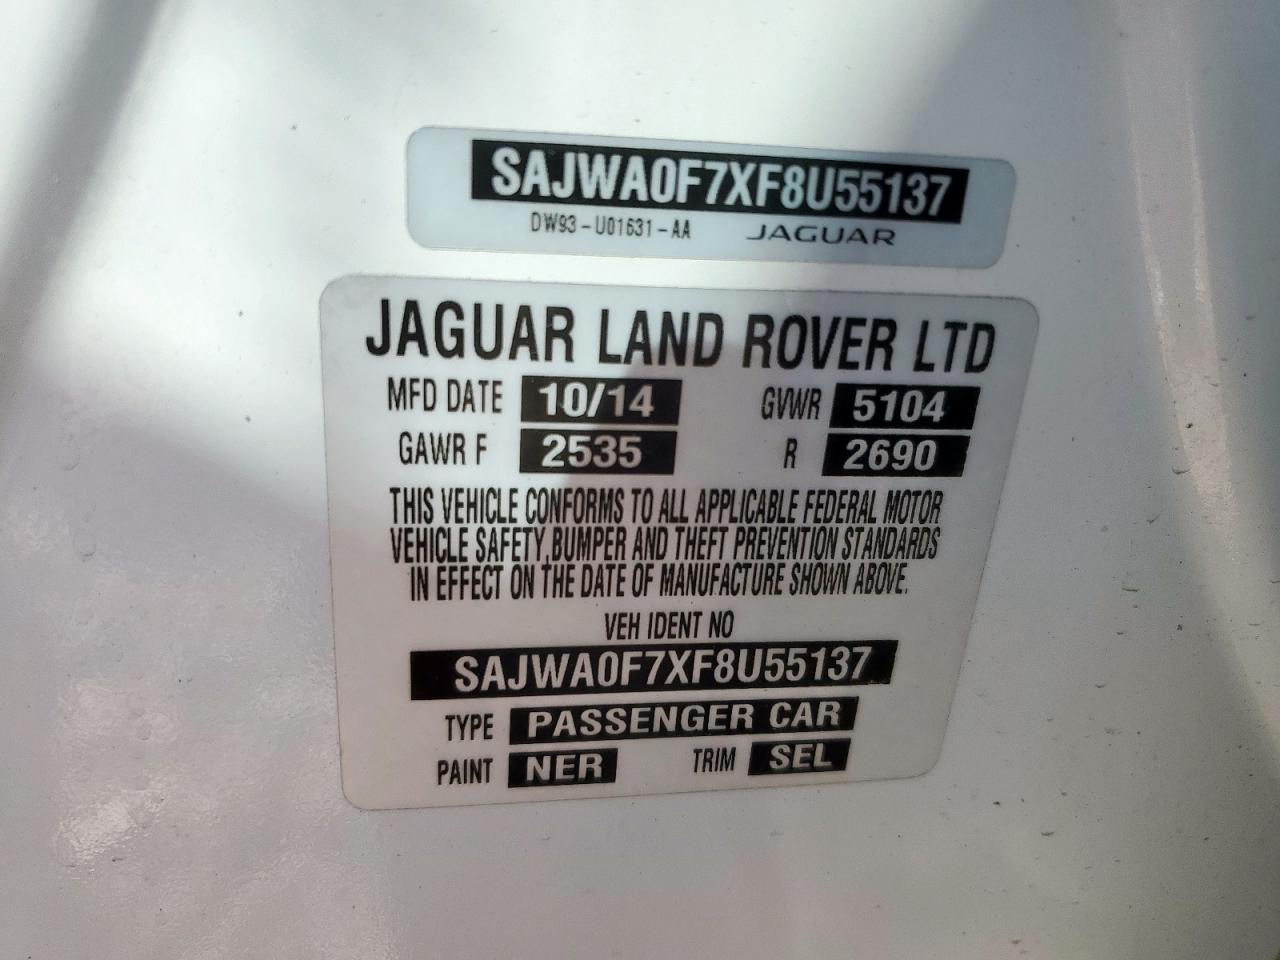 SAJWA0F7XF8U55137
DW93-U01631-AA JAGUAR
JAGUAR LAND ROVER LTD
MFD DATE 10/14 GVWR 5104
GAWR F 2535 R 2690
THIS VEHICLE CONFORMS TO ALL APPLICABLE FEDERAL MOTOR
VEHICLE SAFETY, BUMPER AND THEFT PREVENTION STANDARDS
IN EFFECT ON THE DATE OF MANUFACTURE SHOWN ABOVE.
VEH IDENT NO
SAJWA0F7XF8U55137
TYPE PASSENGER CAR
PAINT NER TRIM SEL